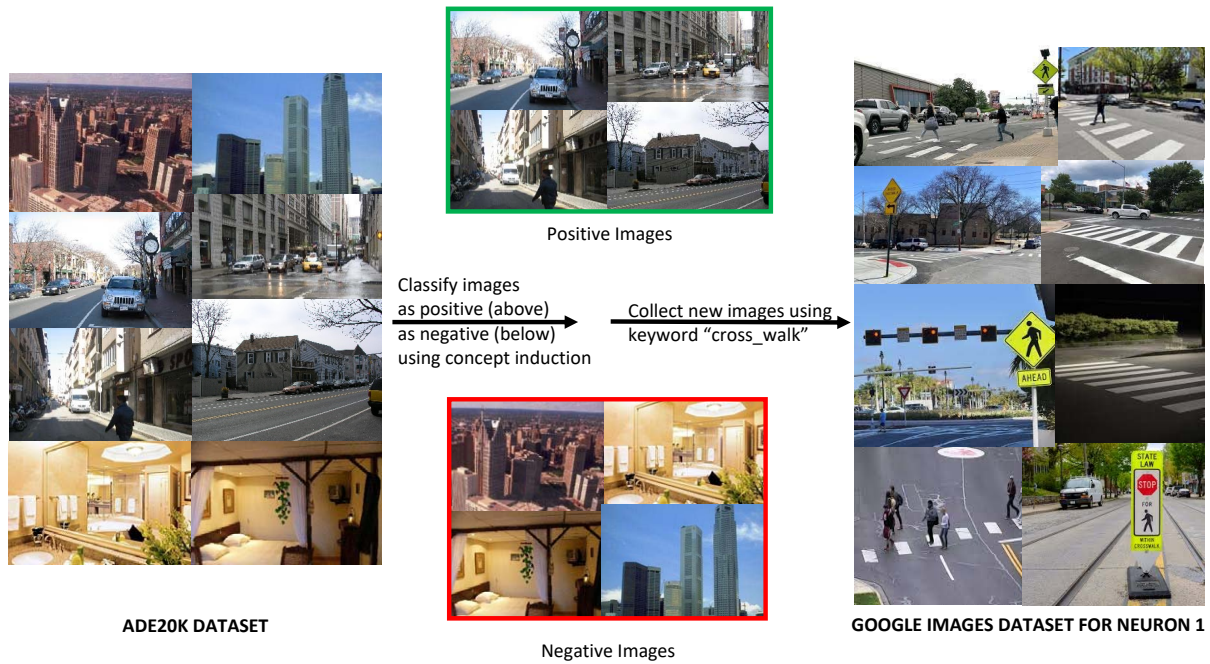 Positive Images
Classify images
as positive (above)
as negative (below)
using concept induction
Collect new images using
keyword “cross_walk”
AHEAD
STATE
LAW
STOP
FOR
WITHIN
CROSSWALK
ADE20K DATASET
GOOGLE IMAGES DATASET FOR NEURON 1
Negative Images